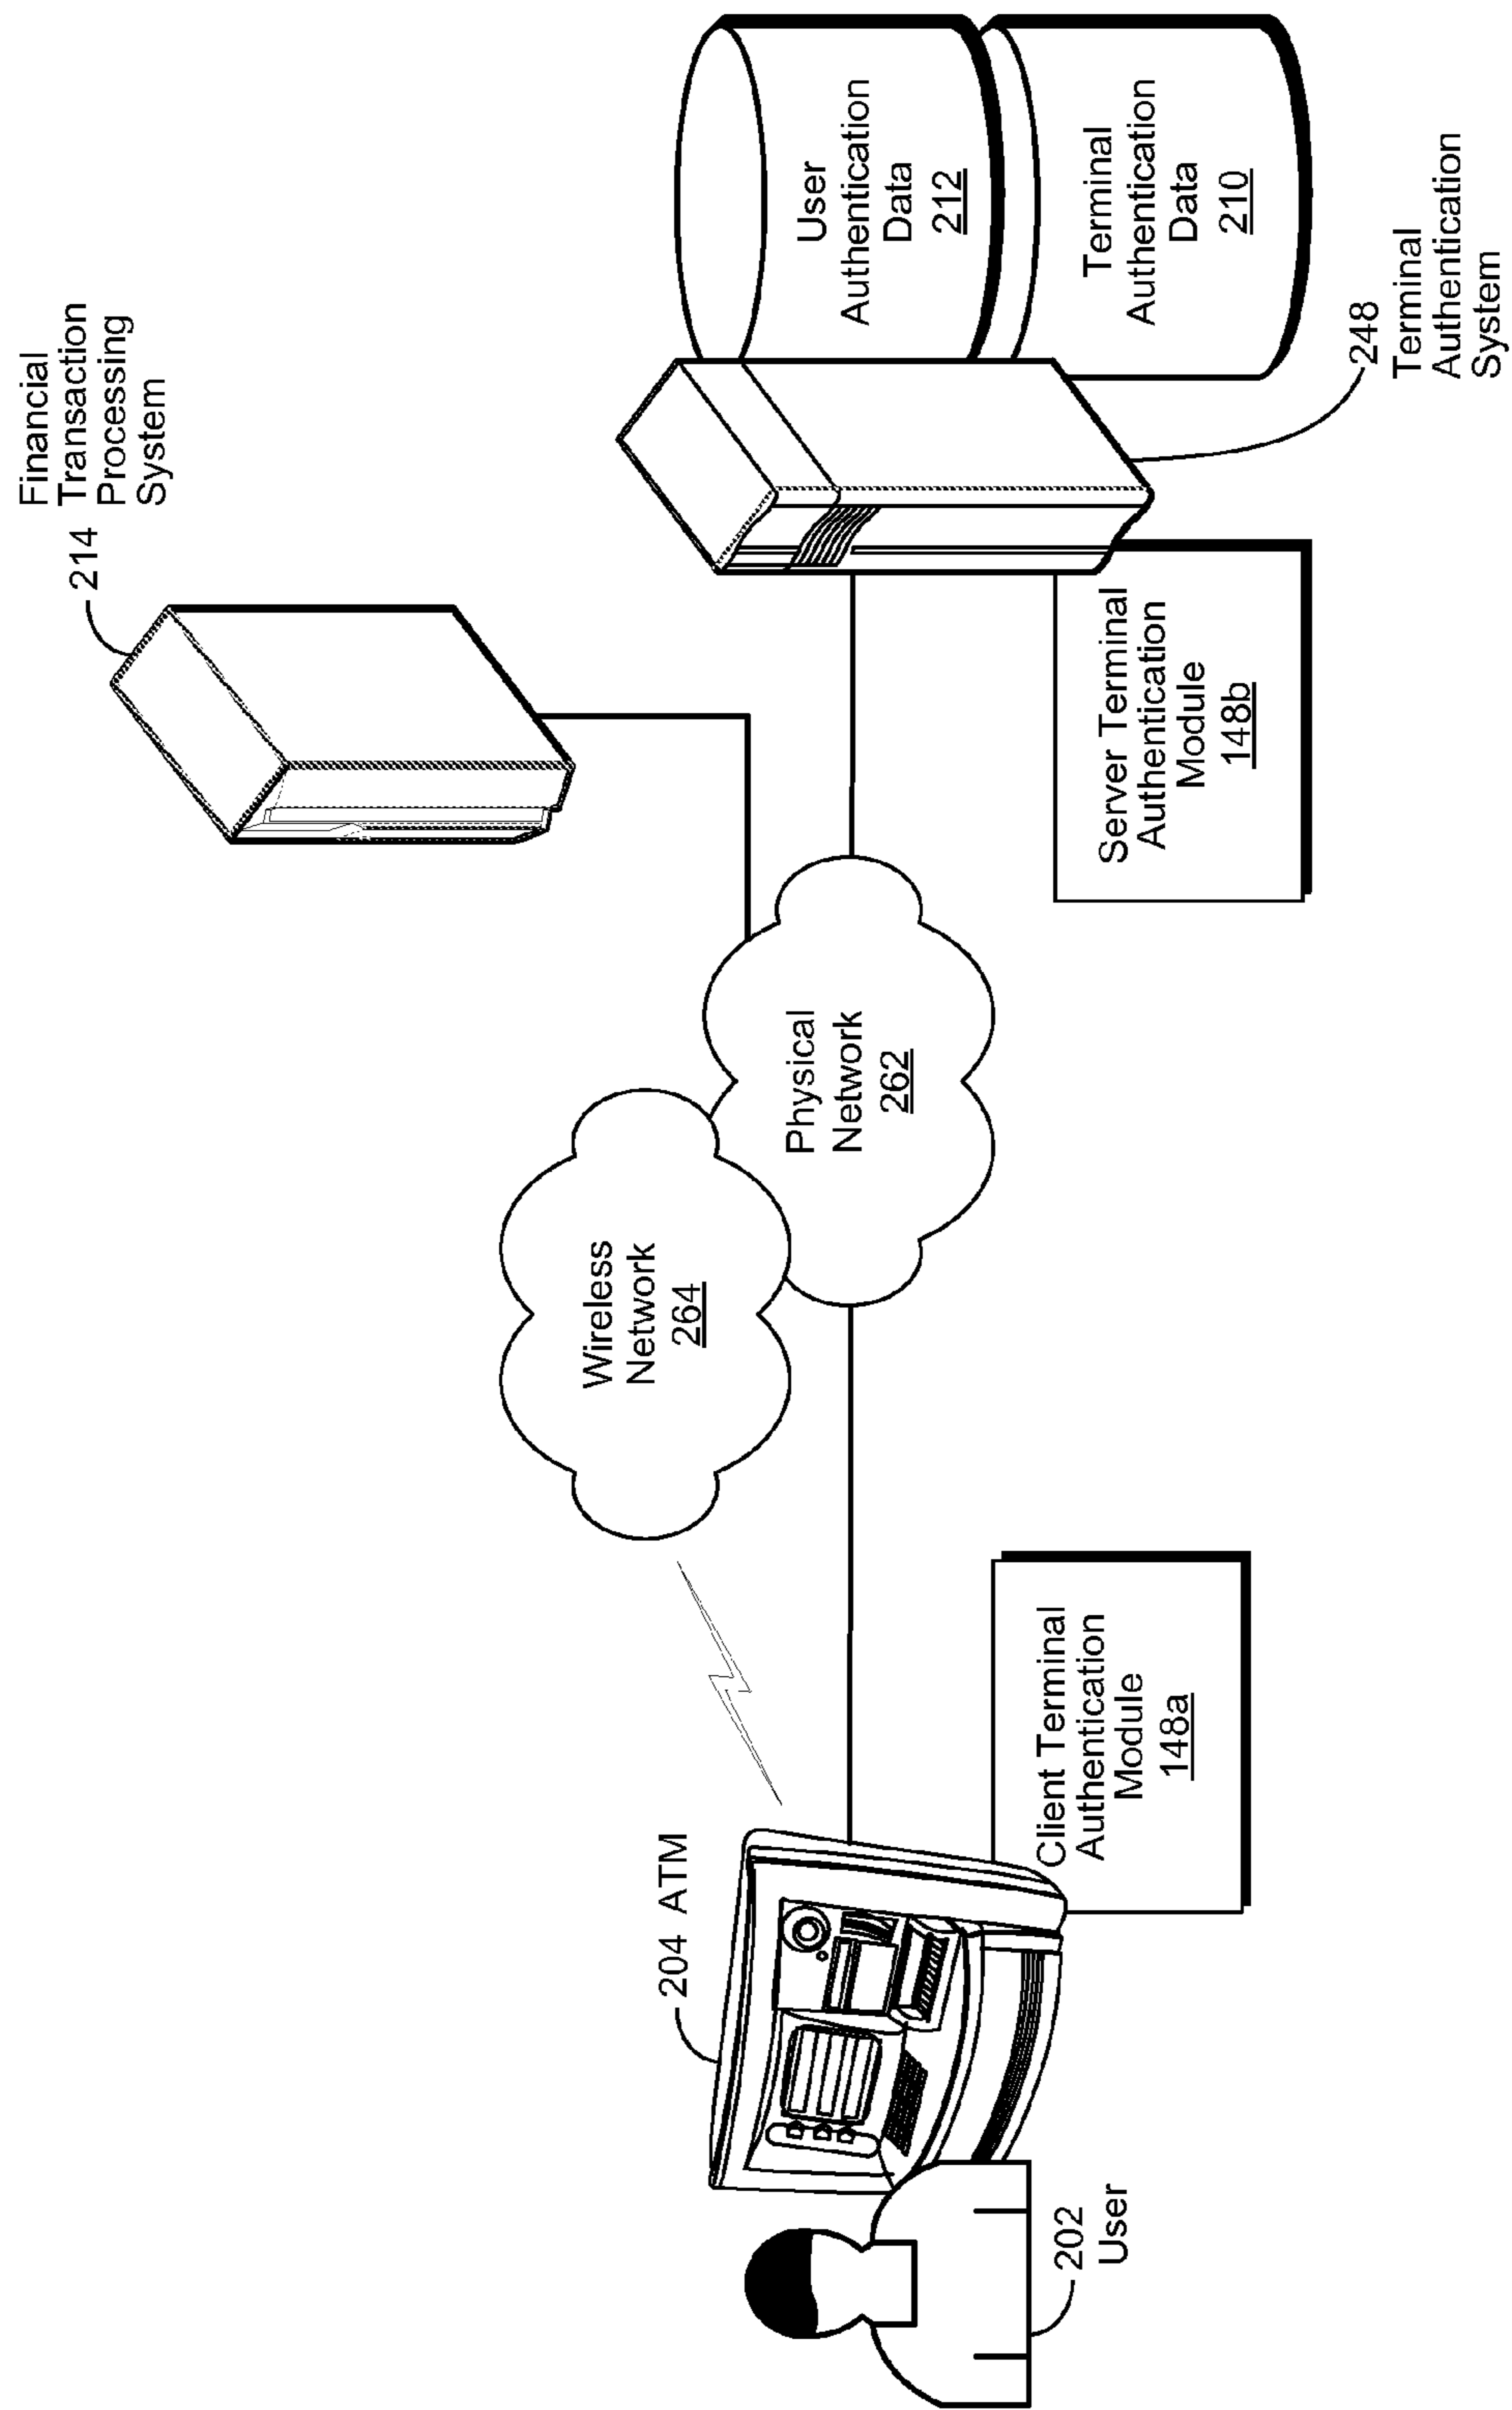 Financial
Transaction
Processing
System
214
User
Authentication
Data
212
Terminal
Authentication
Data
210
248
Terminal
Authentication
System
Server Terminal
Authentication
Module
148b
Physical
Network
262
Wireless
Network
264
204 ATM
Client Terminal
Authentication
Module
148a
202
User